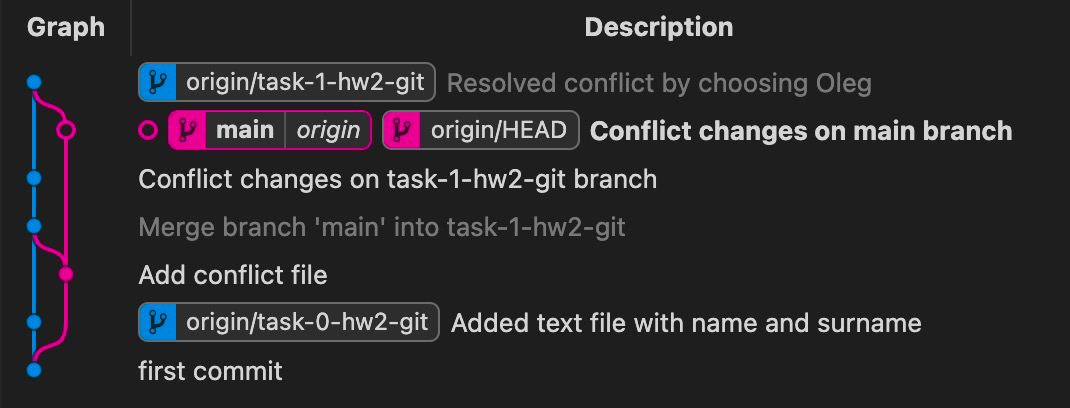 Graph Description
origin/task-1-hw2-git Resolved conflict by choosing Oleg
main origin origin/HEAD Conflict changes on main branch
Conflict changes on task-1-hw2-git branch
Merge branch 'main' into task-1-hw2-git
Add conflict file
origin/task-0-hw2-git Added text file with name and surname
first commit